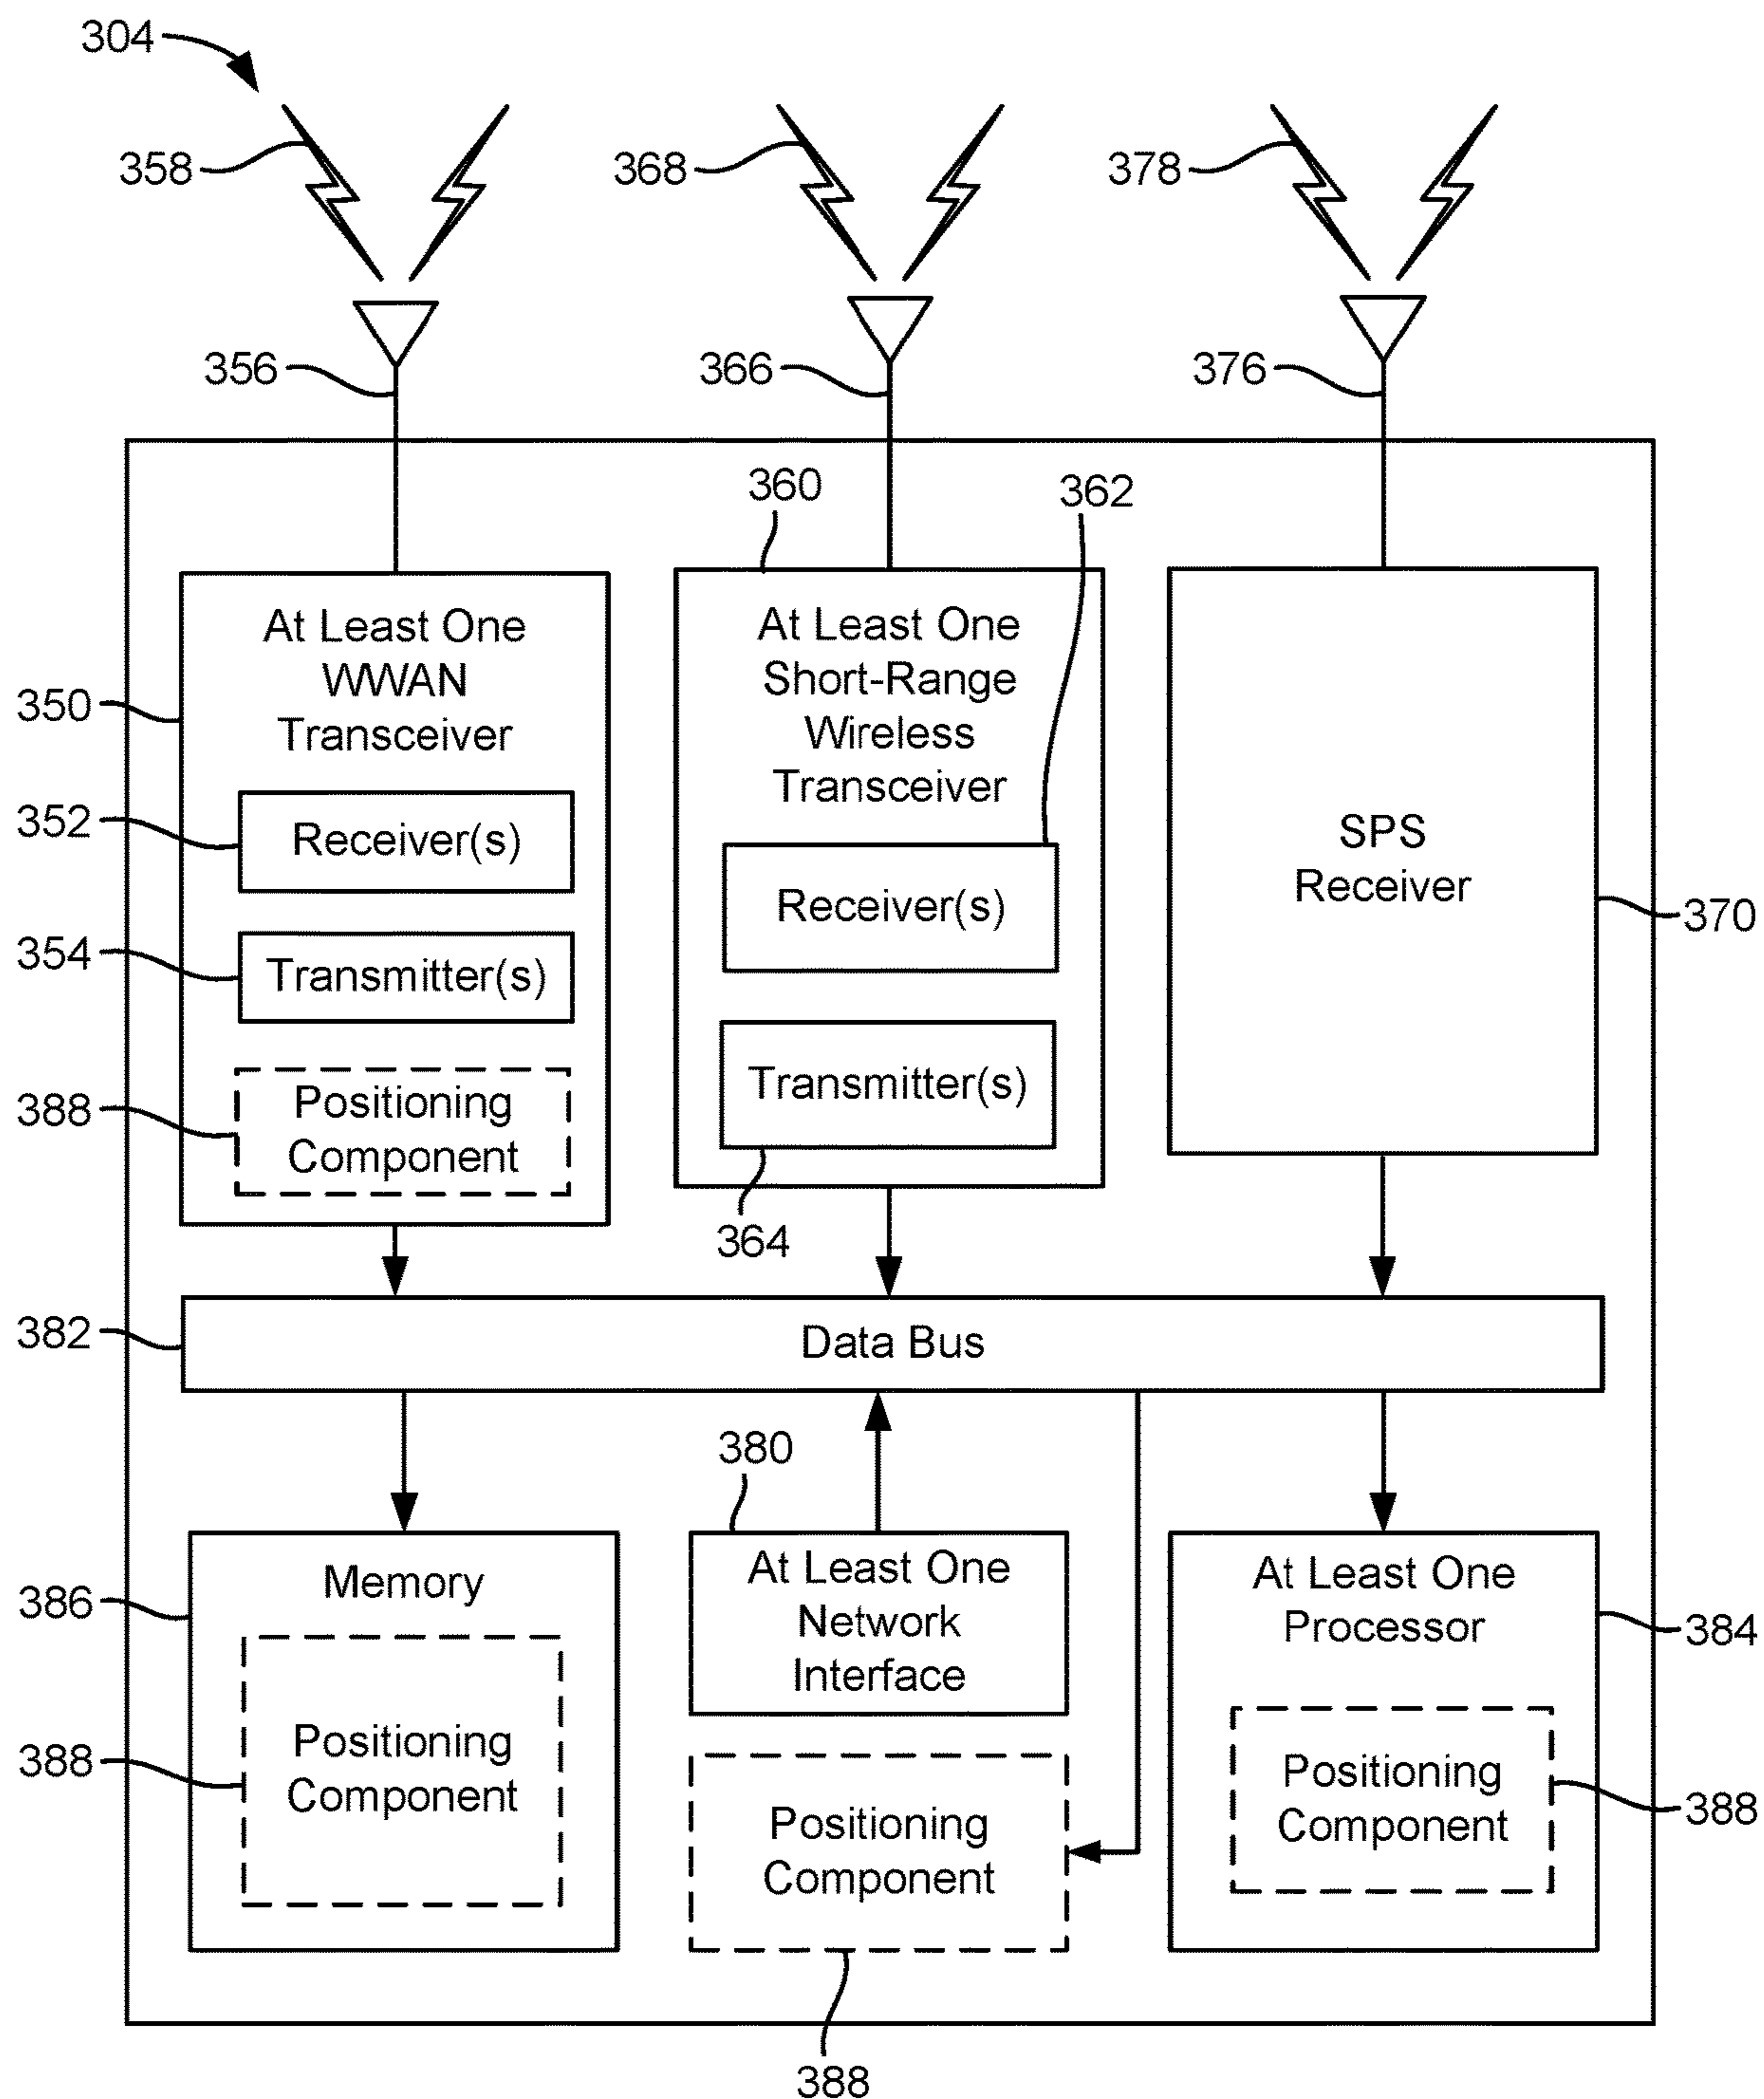 304
358
368
378
356
366
376
360
362
At Least One
WWAN
Transceiver
350
At Least One
Short-Range
Wireless
Transceiver
352
Receiver(s)
Receiver(s)
SPS
Receiver
370
354
Transmitter(s)
Transmitter(s)
388
Positioning
Component
364
382
Data Bus
380
386
Memory
388
Positioning
Component
At Least One
Network
Interface
Positioning
Component
388
At Least One
Processor
384
Positioning
Component
388